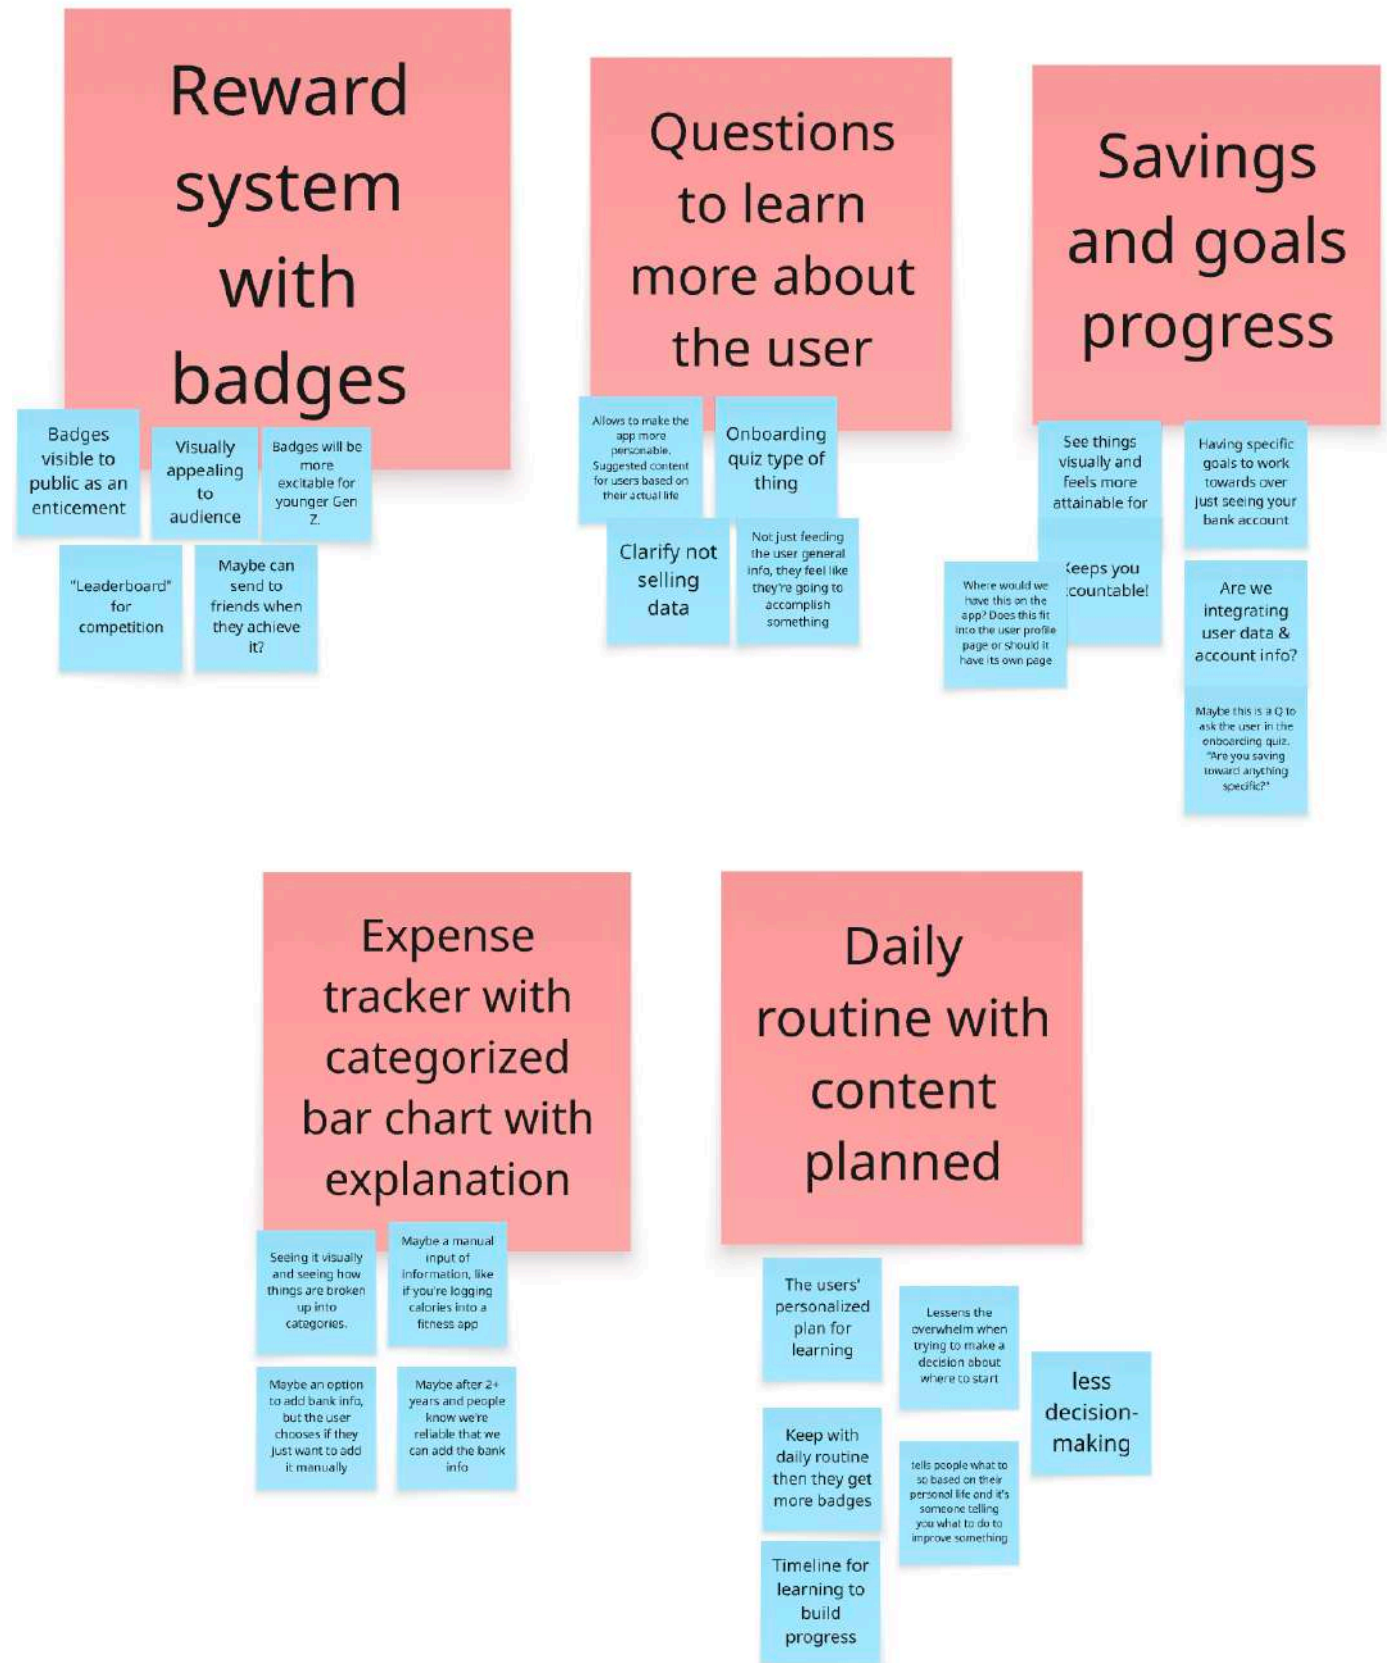 Reward
system
with
badges
Badges
visible to
public as an
enticement
Visually
appealing
to
audience
Badges will be
more
excitable for
younger Gen
Z.
"Leaderboard"
for
competition
Maybe can
send to
friends when
they achieve
it?
Questions
to learn
more about
the user
Allows to make the
app more
personable.
Suggested content
for users based on
their actual life
Onboarding
quiz type of
thing
Clarify not
selling
data
Not just feeding
the user general
info, they feel like
they're going to
accomplish
something
Savings
and goals
progress
See things
visually and
feels more
attainable for
Having specific
goals to work
towards over
just seeing your
bank account
Keeps you
countable!
Where would we
have this on the
app? Does this fit
into the user profile
page or should it
have its own page
Are we
integrating
user data &
account info?
Maybe this is a Q to
ask the user in the
onboarding quiz.
"Are you saving
toward anything
specific?"
Expense
tracker with
categorized
bar chart with
explanation
Seeing it visually
and seeing how
things are broken
up into
categories.
Maybe a manual
input of
information, like
if you're logging
calories into a
fitness app
Maybe an option
to add bank info,
but the user
chooses if they
just want to add
it manually
Maybe after 2+
years and people
know we're
reliable that we
can add the bank
info
Daily
routine with
content
planned
The users'
personalized
plan for
learning
Lessens the
overwhelm when
trying to make a
decision about
where to start
less
decision-
making
Keep with
daily routine
then they get
more badges
tells people what to
so based on their
personal life and it's
someone telling
you what to do to
improve something
Timeline for
learning to
build
progress